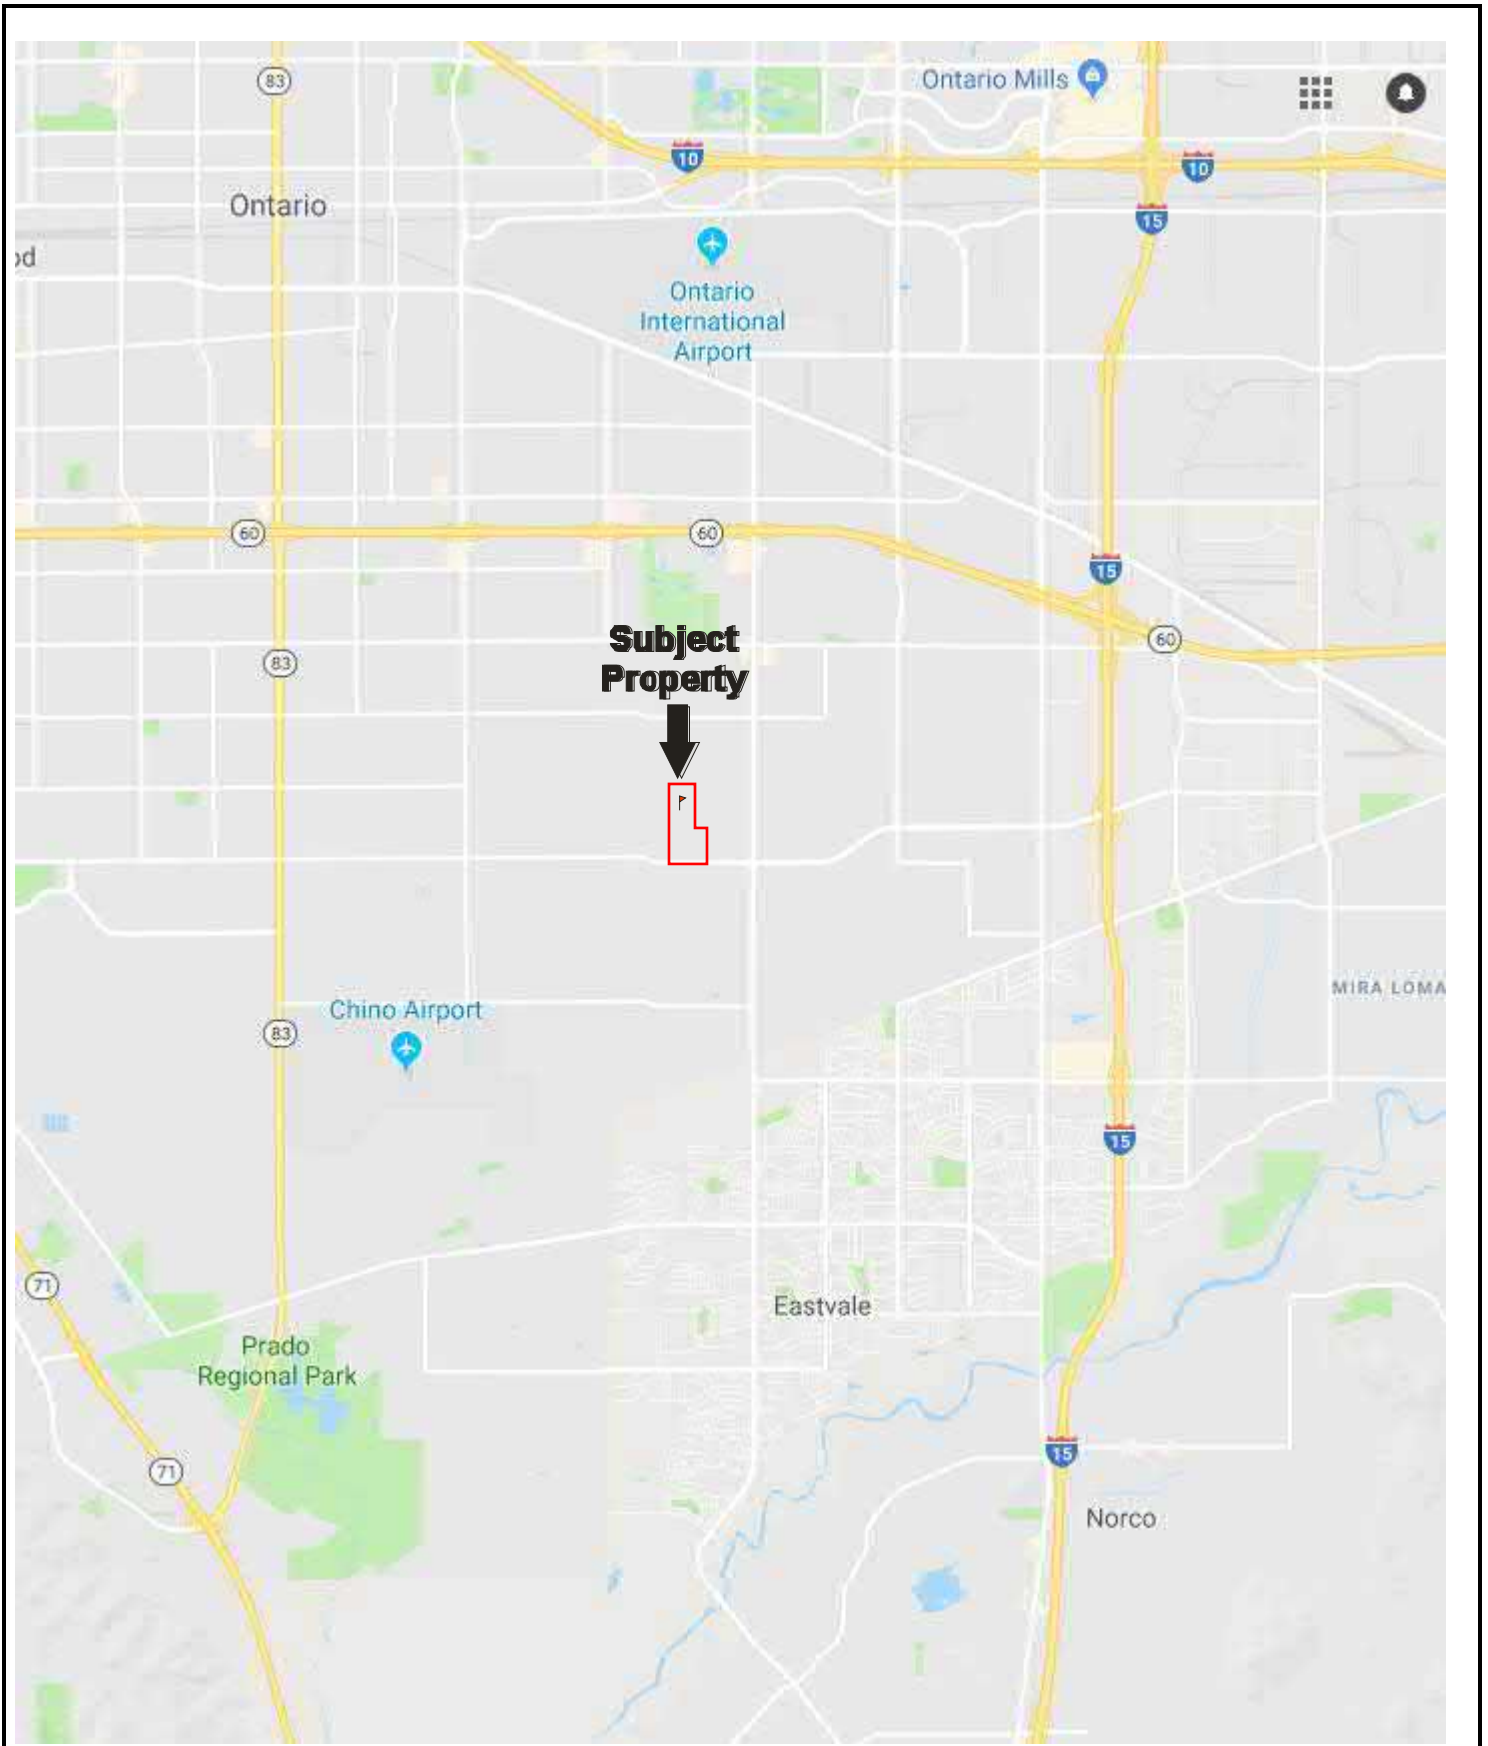 83
Ontario Mills
10
10
Ontario
15
od
Ontario
International
Airport
60
60
15
60
Subject
Property
83
MIRA LOMA
Chino Airport
83
15
71
Eastvale
Prado
Regional Park
15
71
Norco